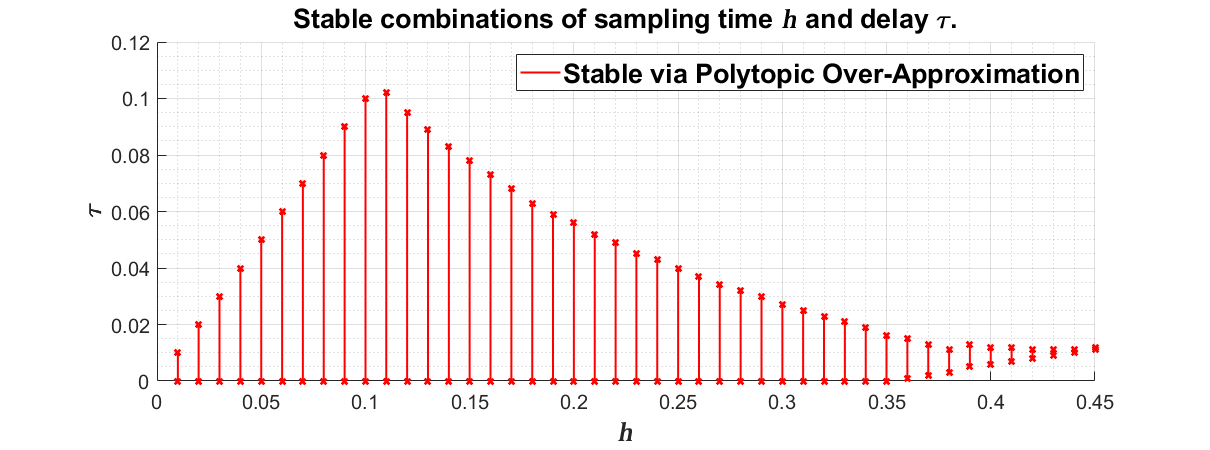 Stable combinations of sampling time h and delay τ.
Stable via Polytopic Over-Approximation
0.12
0.1
0.08
0.06
0.04
0.02
0
τ
0 0.05 0.1 0.15 0.2 0.25 0.3 0.35 0.4 0.45
h